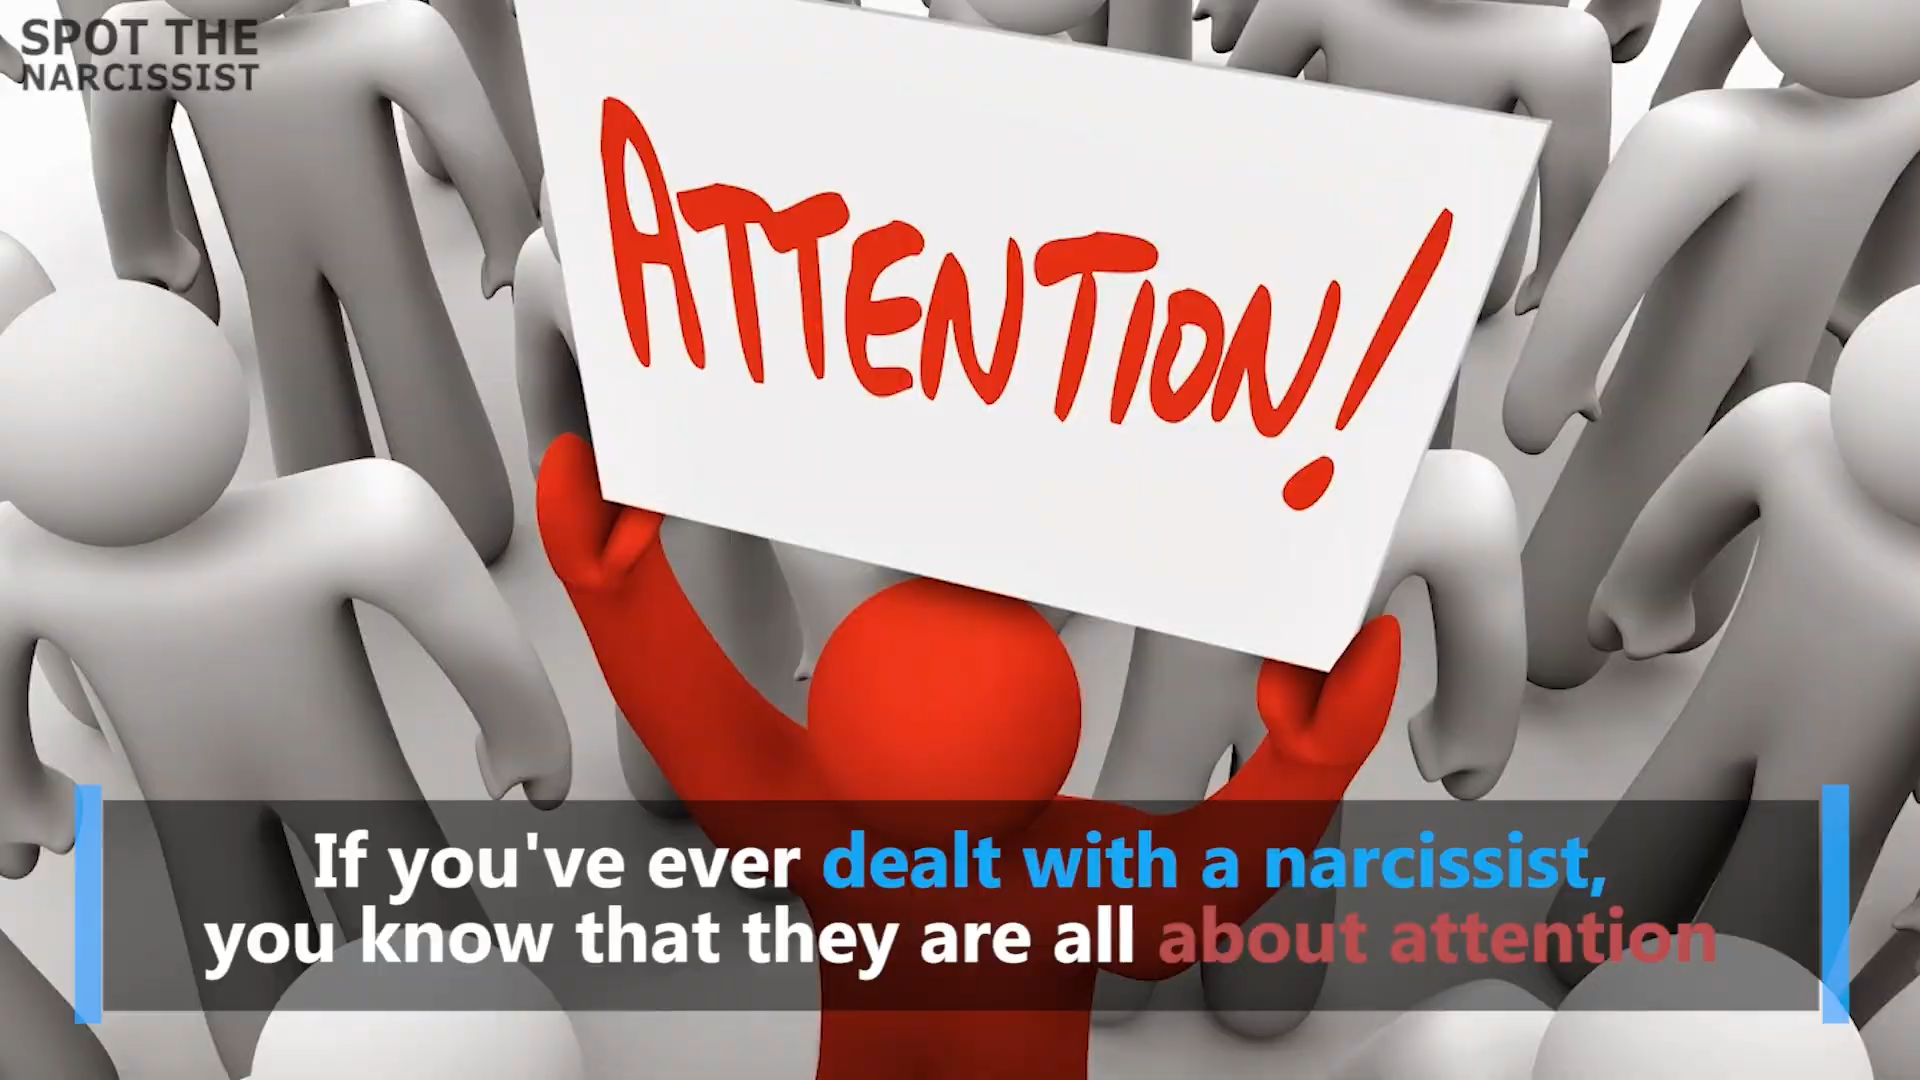 SPOT THE
NARCISSIST
ATTENTION!
If you've ever dealt with a narcissist,
you know that they are all about attention